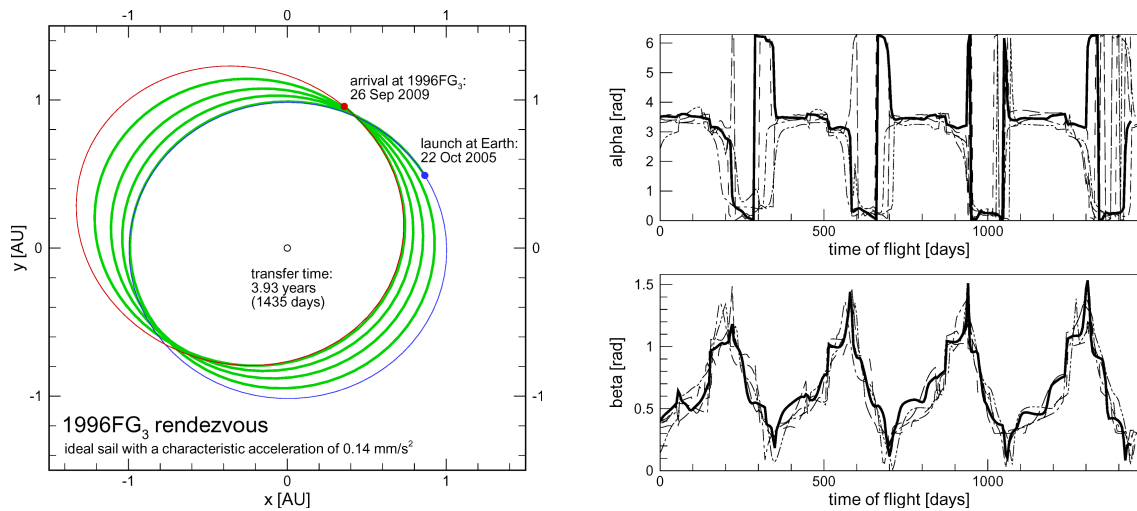 -1 0 1
1 1
0 0
-1 -1
-1 0 1
y [AU]
x [AU]
arrival at 1996FG₃:
26 Sep 2009
launch at Earth:
22 Oct 2005
transfer time:
3.93 years
(1435 days)
1996FG₃ rendezvous
ideal sail with a characteristic acceleration of 0.14 mm/s²
6
5
4
3
2
1
0
alpha [rad]
500 1000
time of flight [days]
1.5
1
0.5
0
beta [rad]
500 1000
time of flight [days]